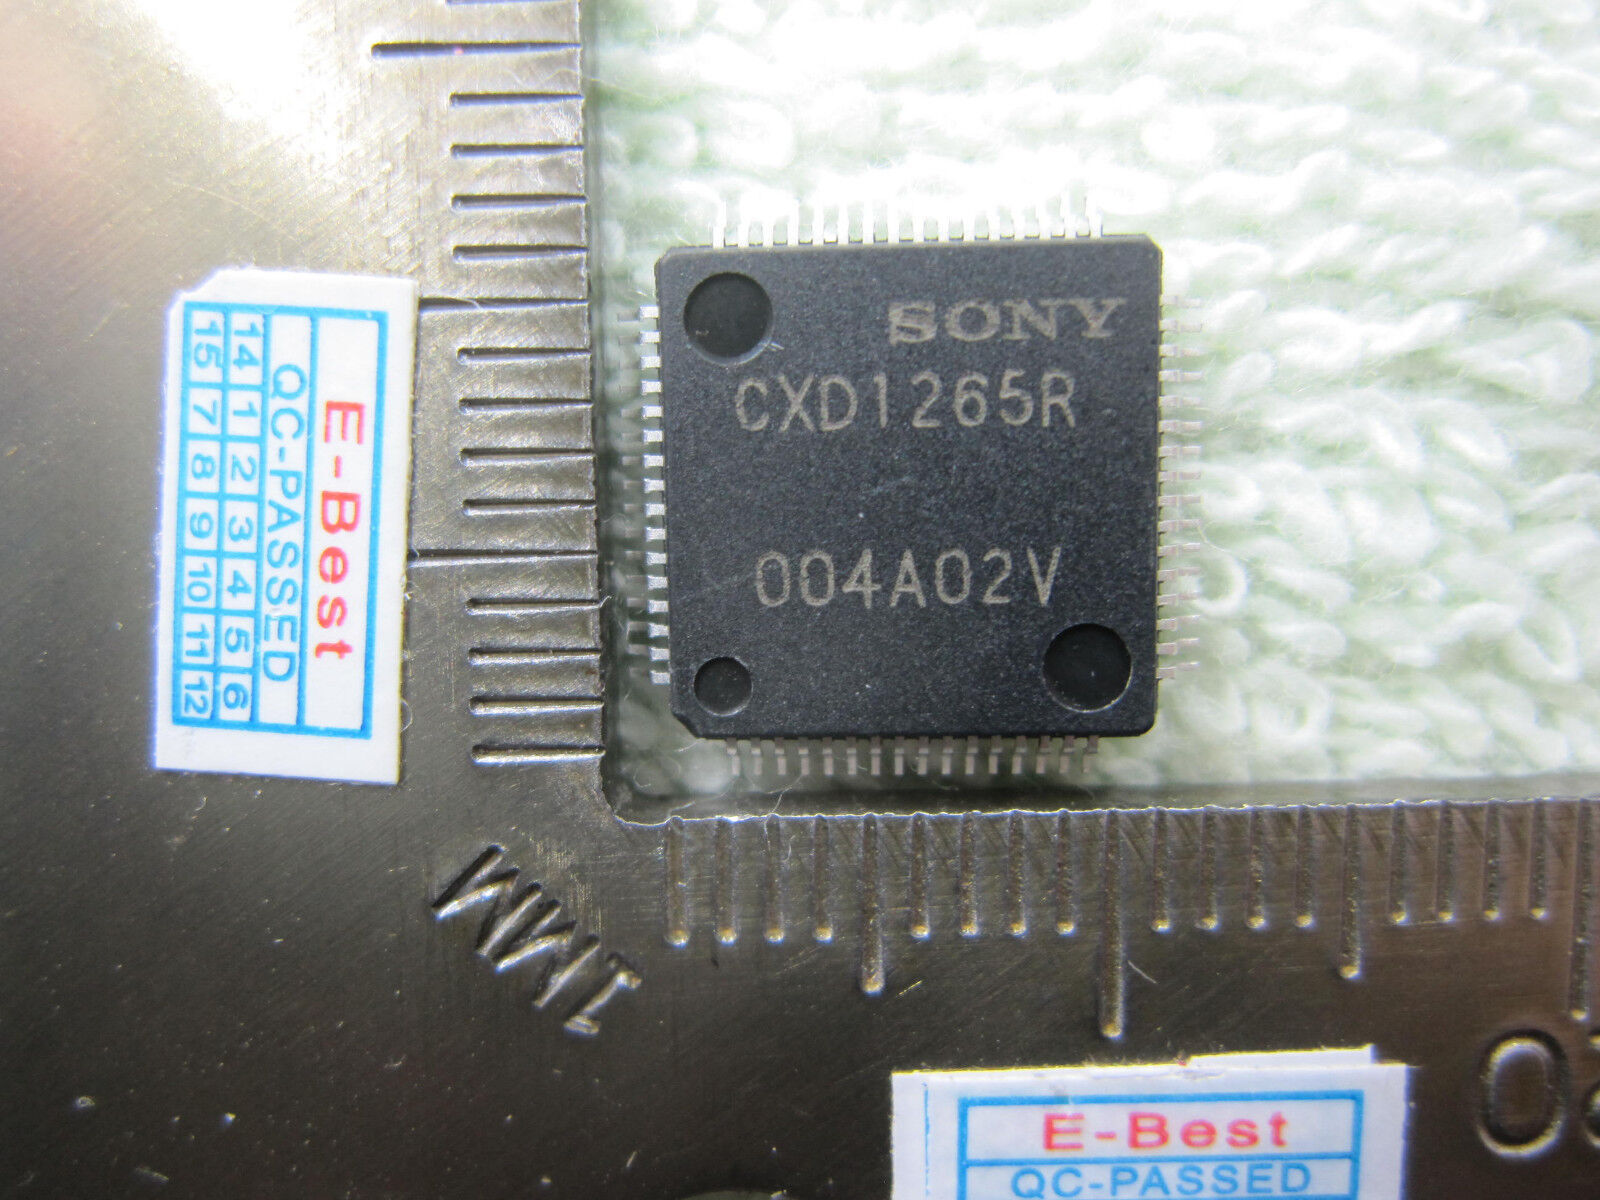 SONY
CXD1265R
004A02V
E-Best
QC-PASSED
14 1 2 3 4 5 6
15 7 8 9 10 11 12
1MM
E-Best
QC-PASSED